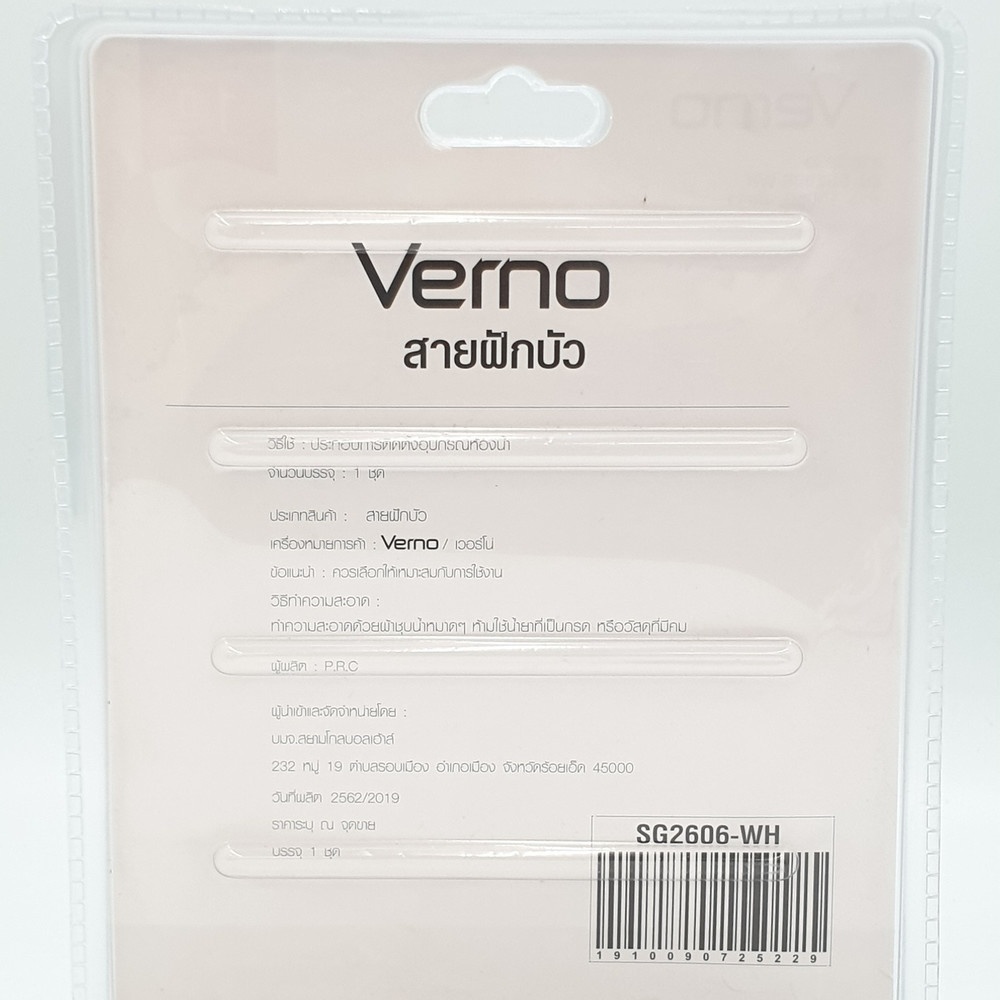 Verno
สายฝักบัว
วิธีใช้ : ประกอบการติดตั้งอุปกรณ์ห้องน้ำ
จำนวนบรรจุ : 1 ชุด
ประเภทสินค้า : สายฝักบัว
เครื่องหมายการค้า : Verno / เวอร์โน่
ข้อแนะนำ : ควรเลือกให้เหมาะสมกับการใช้งาน
วิธีทำความสะอาด :
ทำความสะอาดด้วยผ้าชุบน้ำหมาดๆ ห้ามใช้น้ำยาที่เป็นกรด หรือวัสดุที่มีคม
ผู้ผลิต : P.R.C
ผู้นำเข้าและจัดจำหน่ายโดย :
บมจ.สยามโกลบอลเฮ้าส์
232 หมู่ 19 ตำบลรอบเมือง อำเภอเมือง จังหวัดร้อยเอ็ด 45000
วันที่ผลิต 2562/2019
ราคาระบุ ณ จุดขาย
บรรจุ 1 ชุด
SG2606-WH
1910090725229